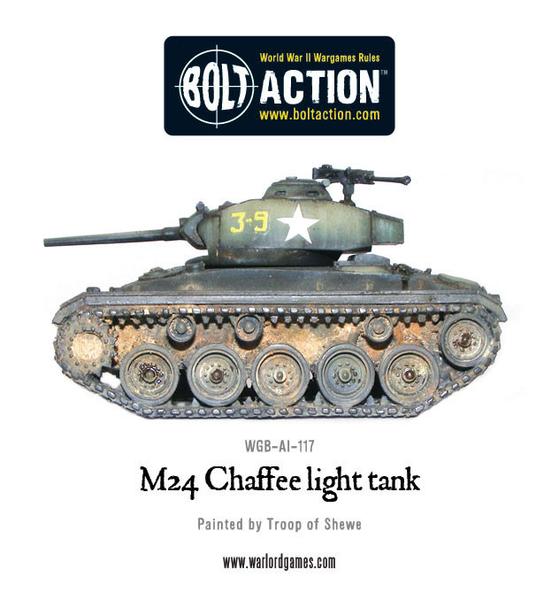 World War II Wargames Rules
BOLT ACTION™
www.boltaction.com
3-9
WGB-AI-117
M24 Chaffee light tank
Painted by Troop of Shewe
www.warlordgames.com